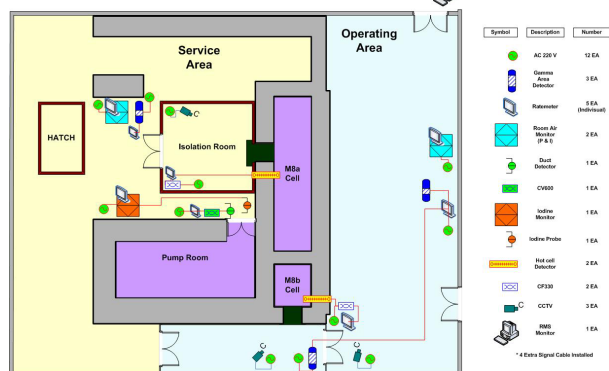 Service
Area
Operating
Area
HATCH
Isolation Room
M8a
Cell
Pump Room
M8b
Cell
C
C
C
Symbol Description Number
AC 220 V 12 EA
Gamma
Area
Detector
3 EA
Ratemeter
5 EA
(Indivisual)
Room Air
Monitor
(P & I)
2 EA
Duct
Detector
1 EA
CV600 1 EA
Iodine
Monitor
1 EA
Iodine Probe 1 EA
Hot cell
Detector
2 EA
CF330 2 EA
C
CCTV 3 EA
RMS
Monitor
1 EA
* 4 Extra Signal Cable Installed